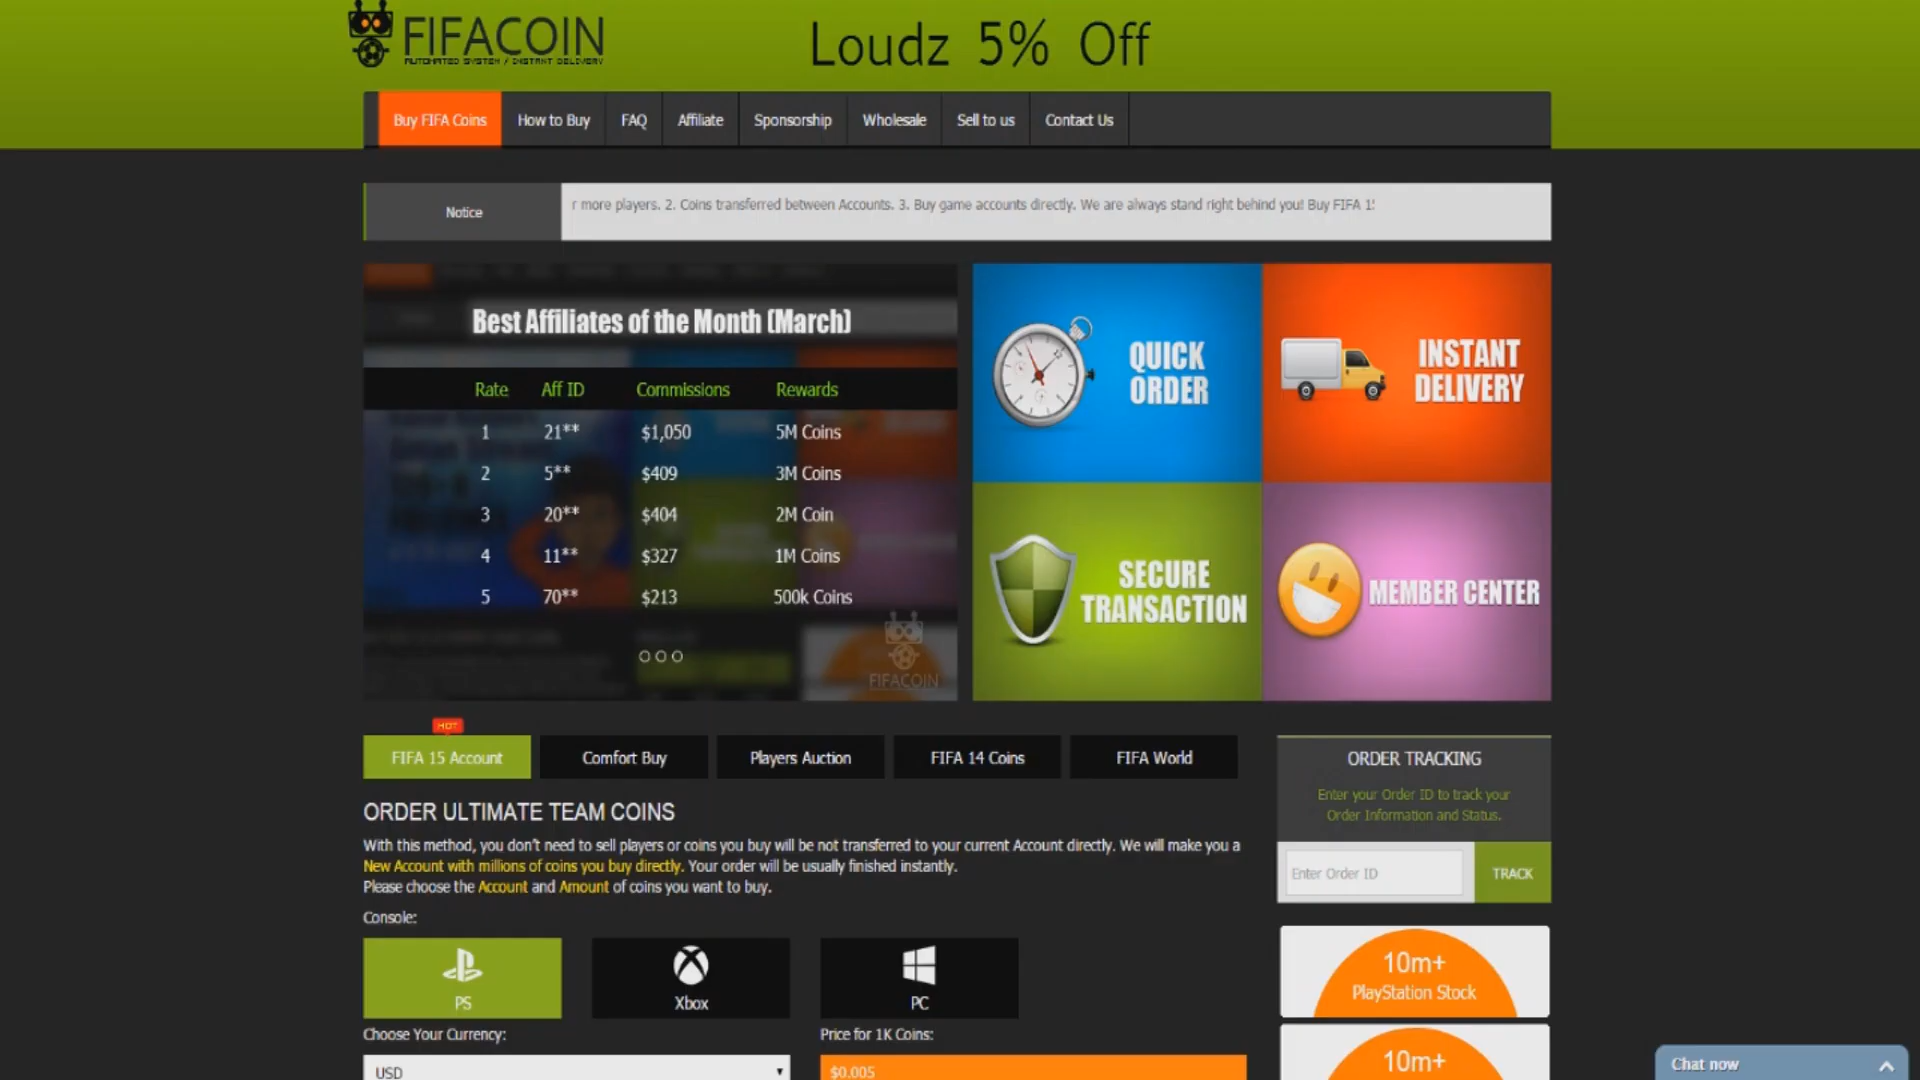 FIFACOIN
AUTOMATED SYSTEM / INSTANT DELIVERY
Loudz 5% Off
Buy FIFA Coins How to Buy FAQ Affiliate Sponsorship Wholesale Sell to us Contact Us
Notice
r more players. 2. Coins transferred between Accounts. 3. Buy game accounts directly. We are always stand right behind you! Buy FIFA 1
Best Affiliates of the Month (March)
Rate Aff ID Commissions Rewards
1 21** $1,050 5M Coins
2 5** $409 3M Coins
3 20** $404 2M Coin
4 11** $327 1M Coins
5 70** $213 500k Coins
FIFACOIN
QUICK
ORDER
INSTANT
DELIVERY
SECURE
TRANSACTION
MEMBER CENTER
HOT
FIFA 15 Account Comfort Buy Players Auction FIFA 14 Coins FIFA World
ORDER ULTIMATE TEAM COINS
With this method, you don't need to sell players or coins you buy will be not transferred to your current Account directly. We will make you a
New Account with millions of coins you buy directly. Your order will be usually finished instantly.
Please choose the Account and Amount of coins you want to buy.
Console:
PS Xbox PC
Choose Your Currency: Price for 1K Coins:
USD $0.005
ORDER TRACKING
Enter your Order ID to track your
Order Information and Status.
Enter Order ID TRACK
10m+
PlayStation Stock
10m+
Chat now